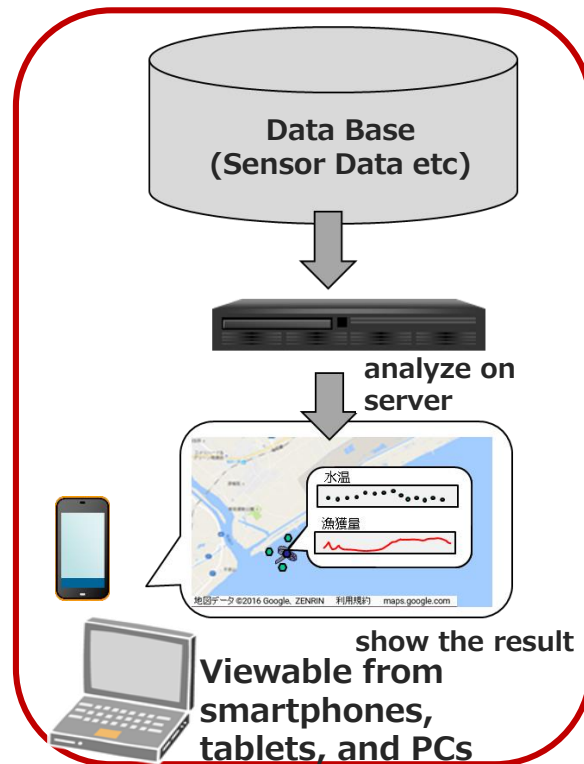 Data Base
(Sensor Data etc)
analyze on
server
水温
漁獲量
地図データ ©2016 Google, ZENRIN 利用規約 maps.google.com
show the result
Viewable from
smartphones,
tablets, and PCs